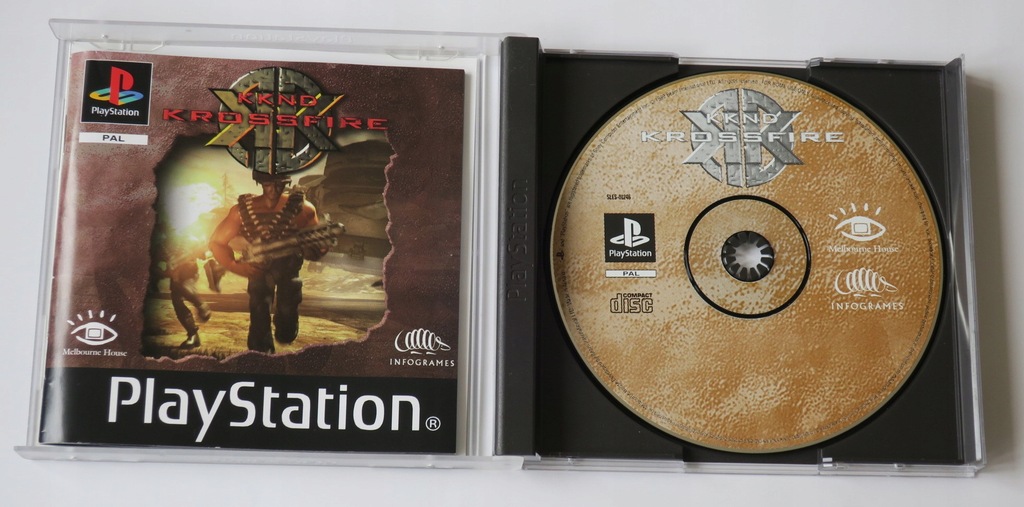 PlayStation
PAL
KKND
KROSSFIRE
Melbourne House
INFOGRAMES
PlayStation®
PlayStation
KKND
KROSSFIRE
PlayStation
PAL
COMPACT
disc
Melbourne House
INFOGRAMES